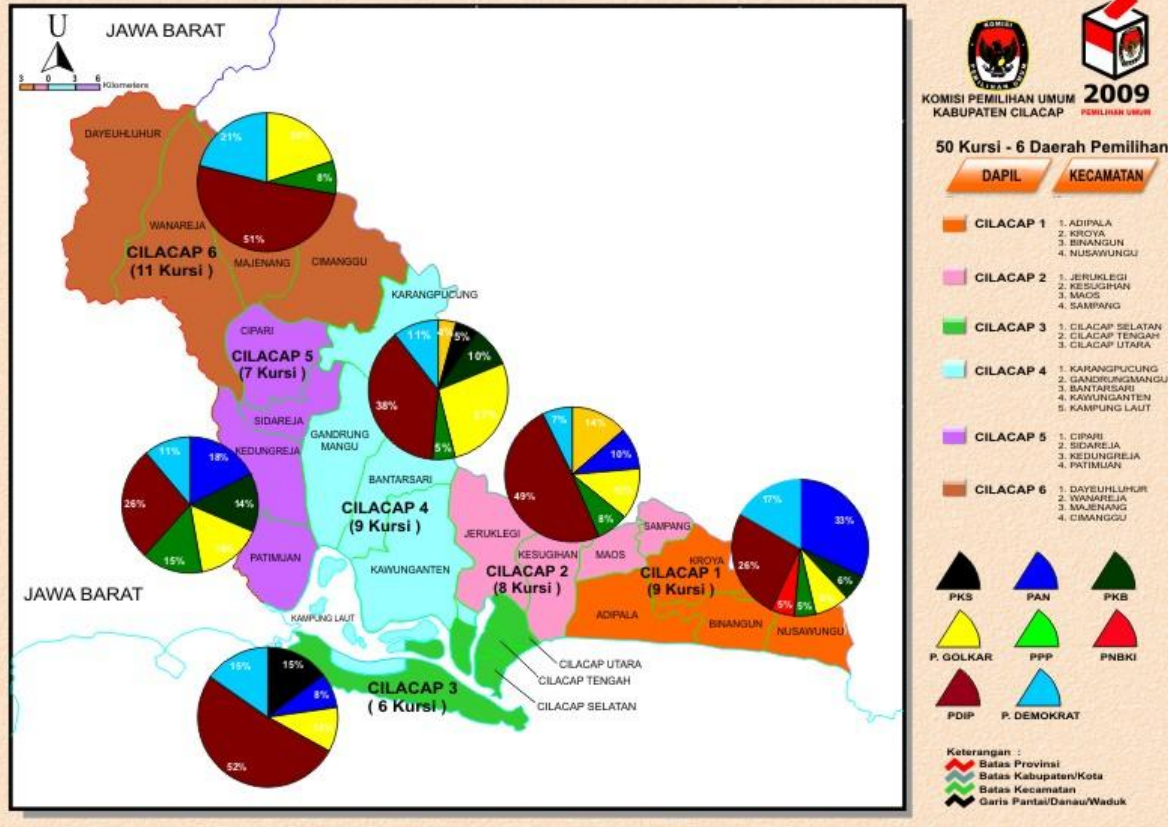 U
JAWA BARAT
3 0 3 6 Kilometers
DAYEUHLUHUR
21%
8%
51%
WANAREJA
CILACAP 6
(11 Kursi )
MAJENANG
CIMANGGU
KARANGPUCUNG
CIPARI
CILACAP 5
(7 Kursi )
11%
4%
5%
10%
38%
5%
SIDAREJA
KEDUNGREJA
GANDRUNG
MANGU
BANTARSARI
CILACAP 4
(9 Kursi )
KAWUNGANTEN
11%
18%
14%
26%
15%
PATIMUAN
7%
14%
10%
49%
8%
JERUKLEGI
KESUGIHAN
MAOS
SAMPANG
CILACAP 2
(8 Kursi )
17%
33%
26%
6%
5%
5%
KROYA
CILACAP 1
(9 Kursi )
ADIPALA
BINANGUN
NUSAWUNGU
JAWA BARAT
KAMPUNG LAUT
CILACAP UTARA
CILACAP TENGAH
CILACAP SELATAN
CILACAP 3
( 6 Kursi )
15%
15%
8%
52%
KOMISI
PEMILIHAN UMUM
KOMISI PEMILIHAN UMUM
KABUPATEN CILACAP
2009
PEMILIHAN UMUM
50 Kursi - 6 Daerah Pemilihan
DAPIL KECAMATAN
CILACAP 1
1. ADIPALA
2. KROYA
3. BINANGUN
4. NUSAWUNGU
CILACAP 2
1. JERUKLEGI
2. KESUGIHAN
3. MAOS
4. SAMPANG
CILACAP 3
1. CILACAP SELATAN
2. CILACAP TENGAH
3. CILACAP UTARA
CILACAP 4
1. KARANGPUCUNG
2. GANDRUNGMANGU
3. BANTARSARI
4. KAWUNGANTEN
5. KAMPUNG LAUT
CILACAP 5
1. CIPARI
2. SIDAREJA
3. KEDUNGREJA
4. PATIMUAN
CILACAP 6
1. DAYEUHLUHUR
2. WANAREJA
3. MAJENANG
4. CIMANGGU
PKS PAN PKB
P. GOLKAR PPP PNBKI
PDIP P. DEMOKRAT
Keterangan :
Batas Provinsi
Batas Kabupaten/Kota
Batas Kecamatan
Garis Pantai/Danau/Waduk